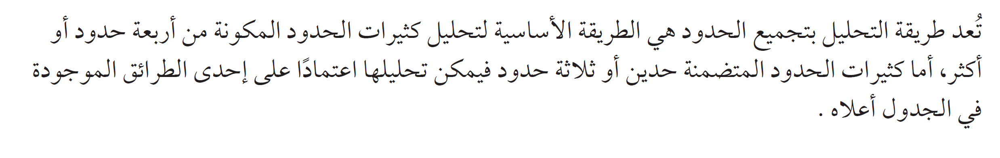 تُعد طريقة التحليل بتجميع الحدود هي الطريقة الأساسية لتحليل كثيرات الحدود المكونة من أربعة حدود أو
أكثر، أما كثيرات الحدود المتضمنة حدين أو ثلاثة حدود فيمكن تحليلها اعتمادًا على إحدى الطرائق الموجودة
في الجدول أعلاه .